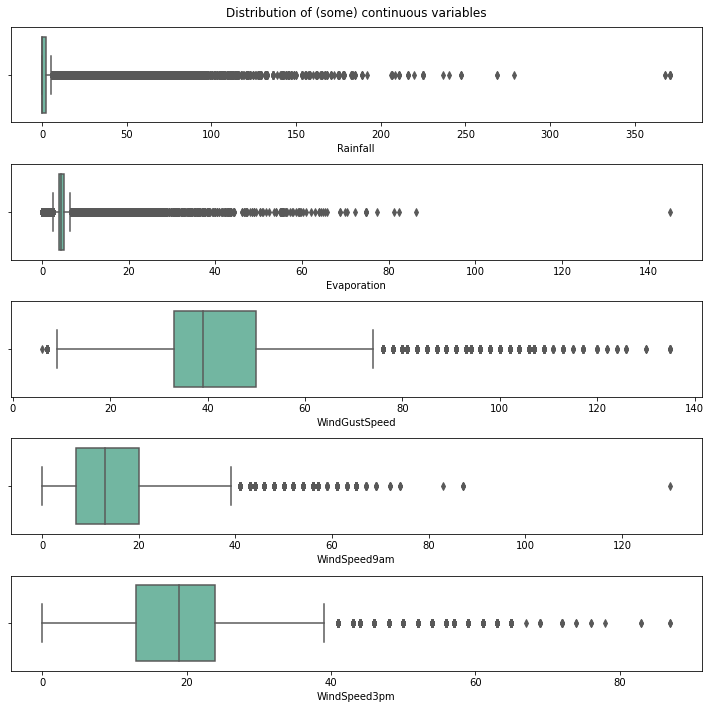 Distribution of (some) continuous variables
0 50 100 150 200 250 300 350
Rainfall
0 20 40 60 80 100 120 140
Evaporation
0 20 40 60 80 100 120 140
WindGustSpeed
0 20 40 60 80 100 120
WindSpeed9am
0 20 40 60 80
WindSpeed3pm